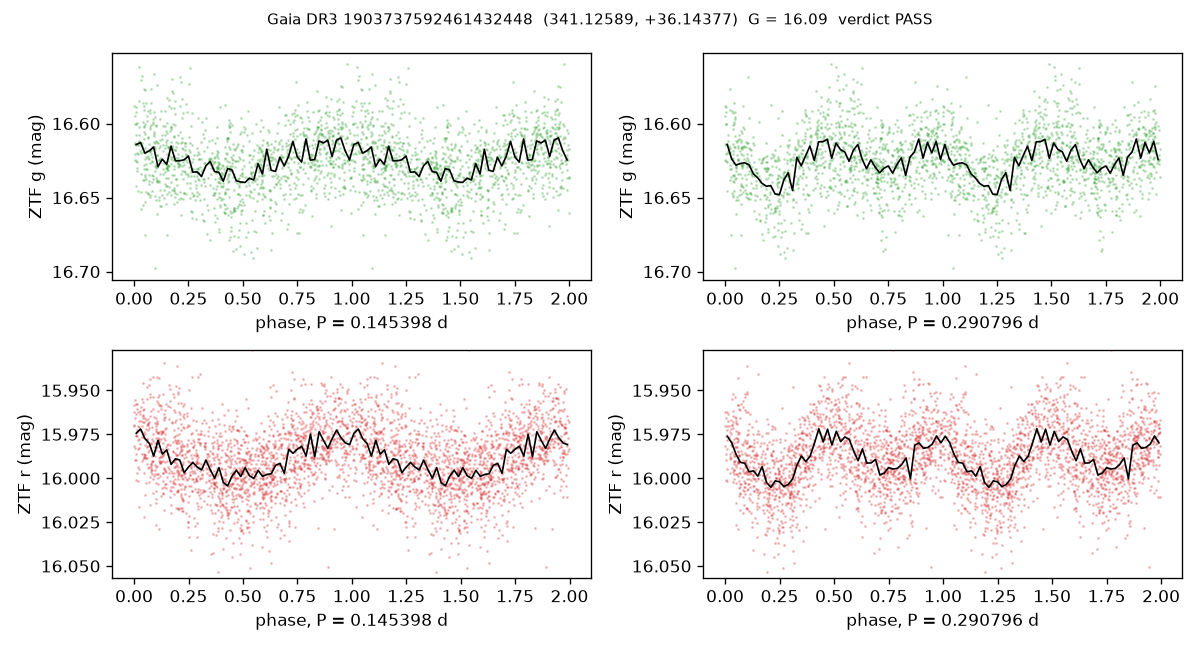 Gaia DR3 1903737592461432448 (341.12589, +36.14377) G = 16.09 verdict PASS
ZTF g (mag)
16.60
16.65
16.70
0.00 0.25 0.50 0.75 1.00 1.25 1.50 1.75 2.00
phase, P = 0.145398 d
ZTF g (mag)
16.60
16.65
16.70
0.00 0.25 0.50 0.75 1.00 1.25 1.50 1.75 2.00
phase, P = 0.290796 d
ZTF r (mag)
15.950
15.975
16.000
16.025
16.050
0.00 0.25 0.50 0.75 1.00 1.25 1.50 1.75 2.00
phase, P = 0.145398 d
ZTF r (mag)
15.950
15.975
16.000
16.025
16.050
0.00 0.25 0.50 0.75 1.00 1.25 1.50 1.75 2.00
phase, P = 0.290796 d